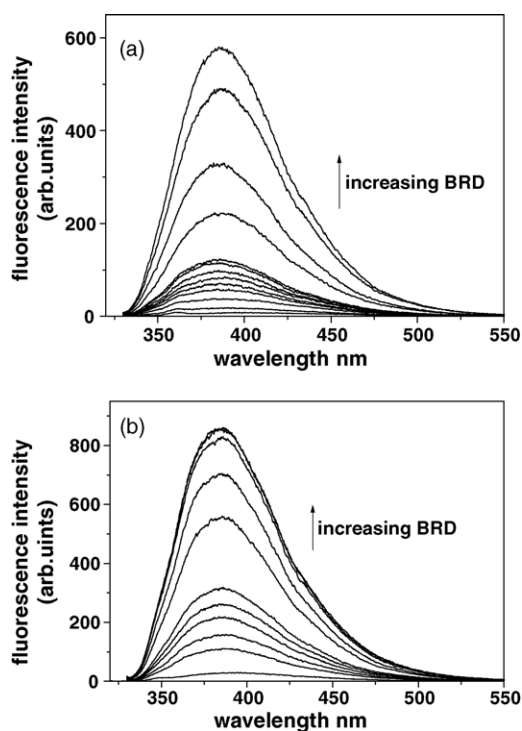 (a)
600
400
200
0
fluorescence intensity
(arb.units)
increasing BRD
350 400 450 500 550
wavelength nm
(b)
800
600
400
200
0
fluorescence intensity
(arb.uints)
increasing BRD
350 400 450 500 550
wavelength nm